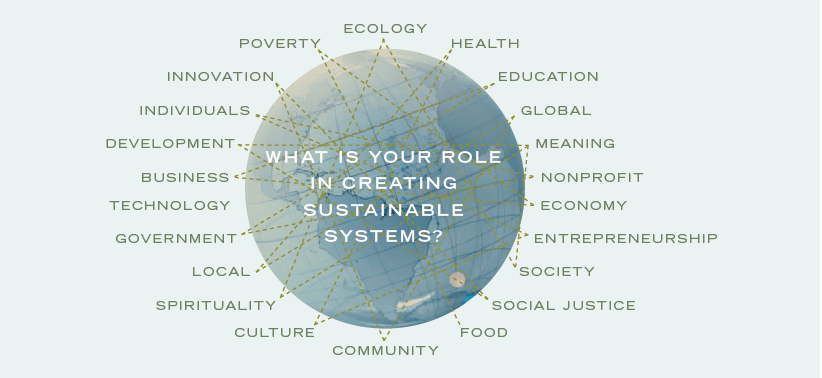 ECOLOGY
POVERTY
HEALTH
INNOVATION
EDUCATION
INDIVIDUALS
GLOBAL
DEVELOPMENT
MEANING
WHAT IS YOUR ROLE
IN CREATING
SUSTAINABLE
SYSTEMS?
BUSINESS
NONPROFIT
TECHNOLOGY
ECONOMY
GOVERNMENT
ENTREPRENEURSHIP
LOCAL
SOCIETY
SPIRITUALITY
SOCIAL JUSTICE
CULTURE
FOOD
COMMUNITY